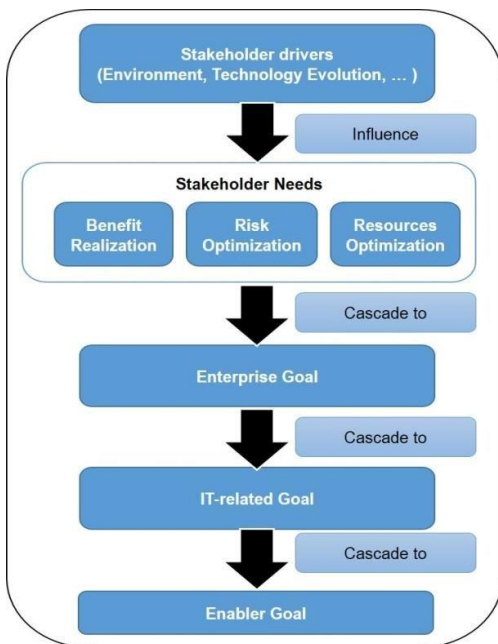 Stakeholder drivers
(Environment, Technology Evolution, ... )
Influence
Stakeholder Needs
Benefit
Realization
Risk
Optimization
Resources
Optimization
Cascade to
Enterprise Goal
Cascade to
IT-related Goal
Cascade to
Enabler Goal